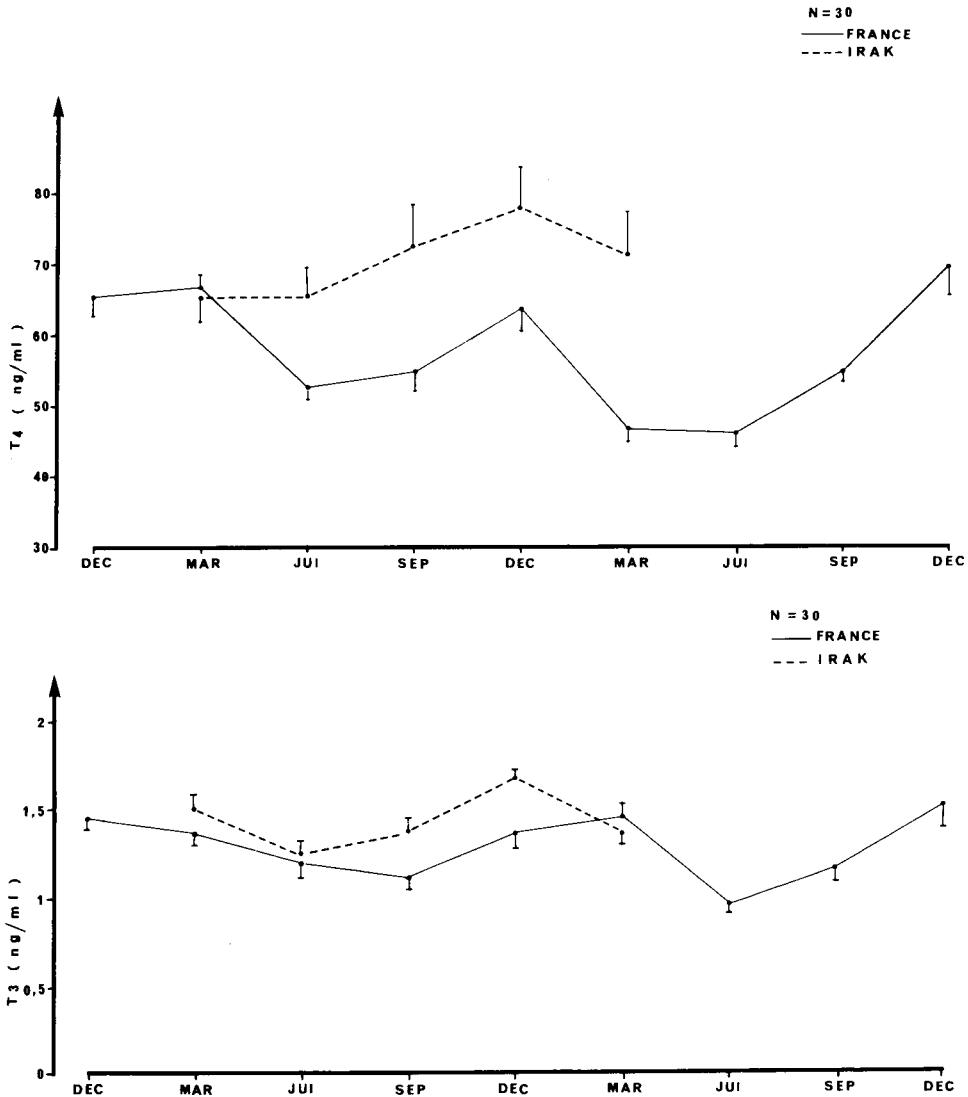 N=30
FRANCE
IRAK
80
70
60
50
40
30
T4 ( ng/ml )
DEC MAR JUI SEP DEC MAR JUI SEP DEC
N = 30
FRANCE
IRAK
2
1,5
1
0,5
0
T3 ( ng/ml )
DEC MAR JUI SEP DEC MAR JUI SEP DEC